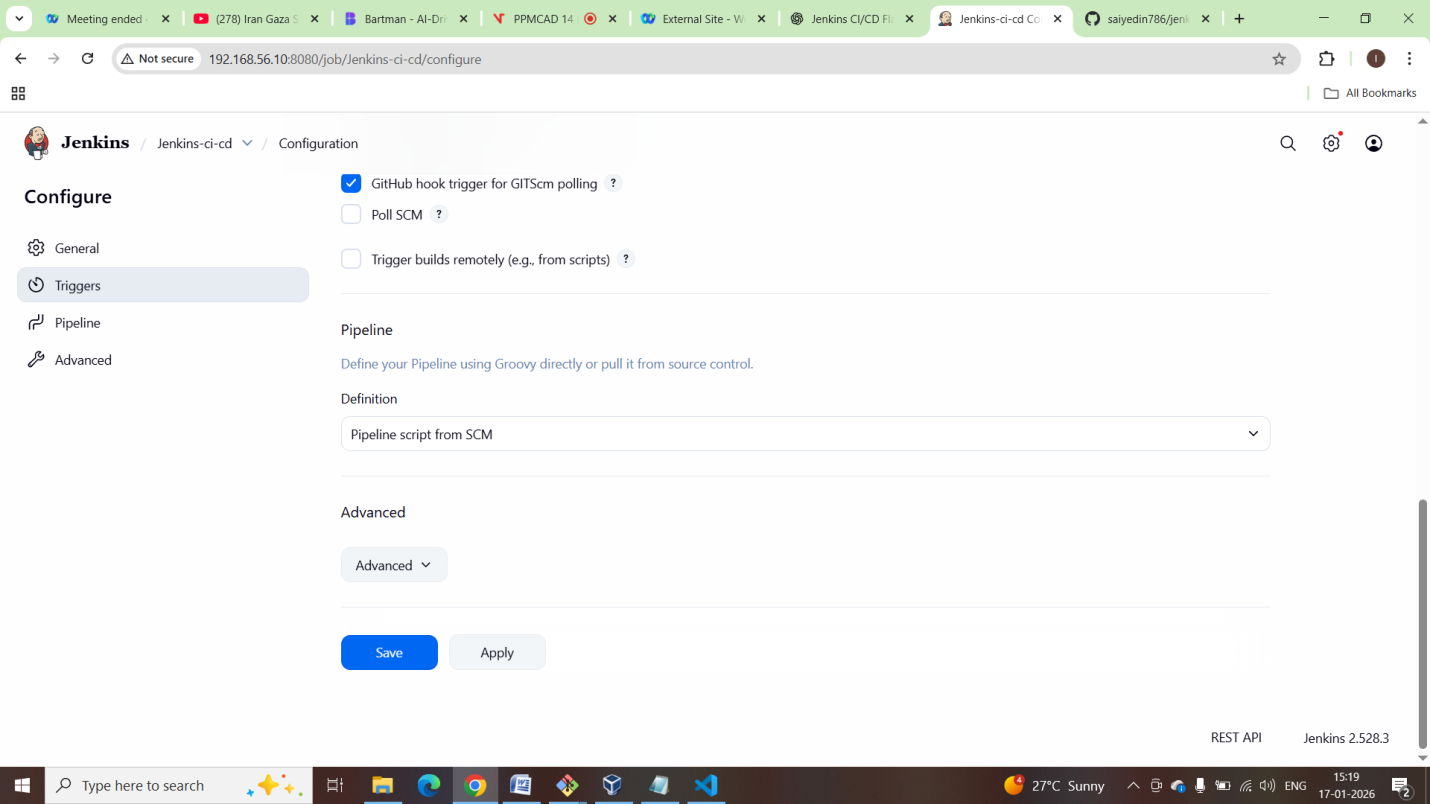 Meeting ended -
(278) Iran Gaza S
Bartman - AI-Dri
PPMCAD 14
External Site - We
Jenkins CI/CD Fla
Jenkins-ci-cd Co
saiyedin786/jenk
Not secure
192.168.56.10:8080/job/Jenkins-ci-cd/configure
I
All Bookmarks
Jenkins / Jenkins-ci-cd / Configuration
Configure
General
Triggers
Pipeline
Advanced
GitHub hook trigger for GITScm polling ?
Poll SCM ?
Trigger builds remotely (e.g., from scripts) ?
Pipeline
Define your Pipeline using Groovy directly or pull it from source control.
Definition
Pipeline script from SCM
Advanced
Advanced
Save
Apply
REST API
Jenkins 2.528.3
Type here to search
4
27°C Sunny
ENG
15:19
17-01-2026
2